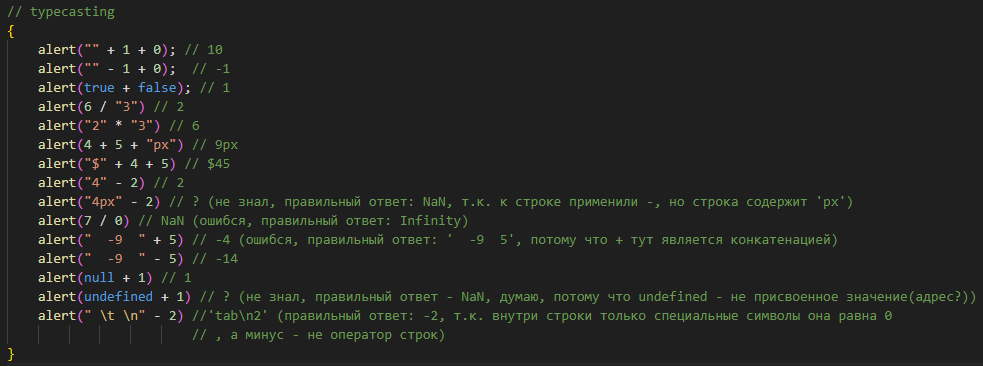 // typecasting
{
alert("" + 1 + 0); // 10
alert("" - 1 + 0);  // -1
alert(true + false); // 1
alert(6 / "3") // 2
alert("2" * "3") // 6
alert(4 + 5 + "px") // 9px
alert("$" + 4 + 5) // $45
alert("4" - 2) // 2
alert("4px" - 2) // ? (не знал, правильный ответ: NaN, т.к. к строке применили -, но строка содержит 'px')
alert(7 / 0) // NaN (ошибся, правильный ответ: Infinity)
alert("  -9  " + 5) // -4 (ошибся, правильный ответ: '  -9  5', потому что + тут является конкатенацией)
alert("  -9  " - 5) // -14
alert(null + 1) // 1
alert(undefined + 1) // ? (не знал, правильный ответ - NaN, думаю, потому что undefined - не присвоенное значение(адрес?))
alert(" \t \n" - 2) //'tab\n2' (правильный ответ: -2, т.к. внутри строки только специальные символы она равна 0
// , а минус - не оператор строк)
}